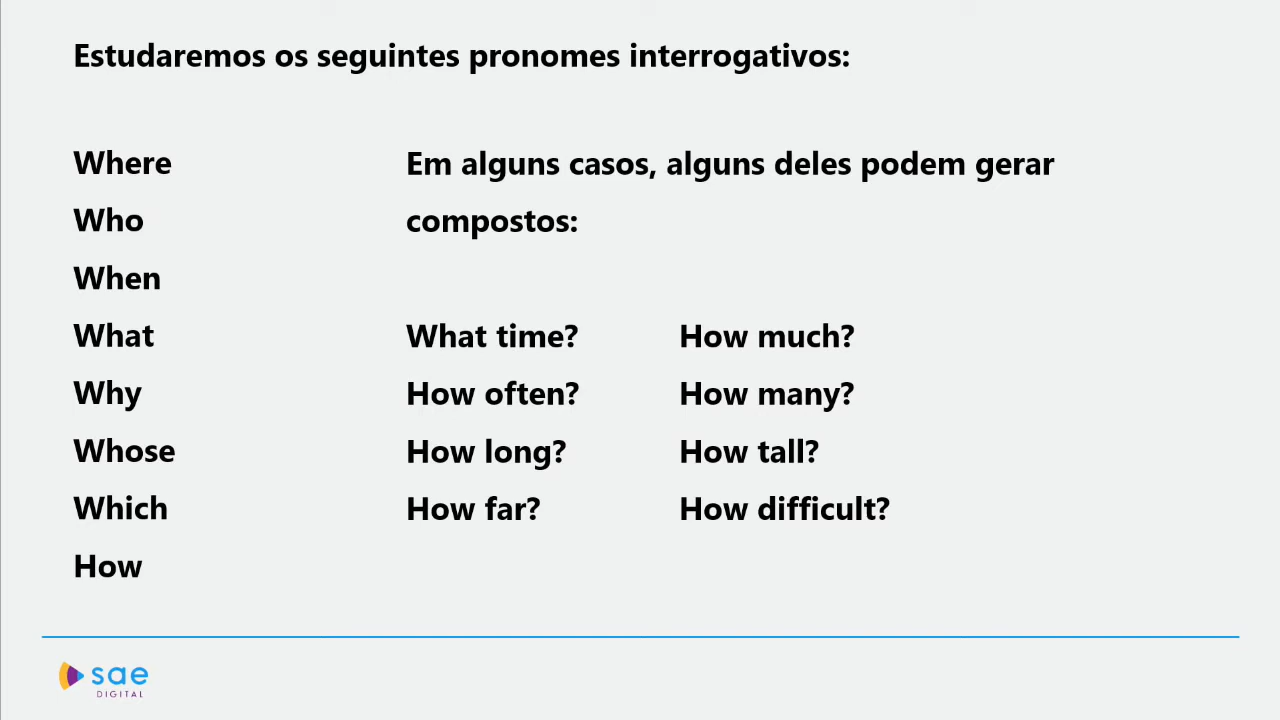 Estudaremos os seguintes pronomes interrogativos:
Where
Who
When
What
Why
Whose
Which
How
Em alguns casos, alguns deles podem gerar
compostos:
What time?
How often?
How long?
How far?
How much?
How many?
How tall?
How difficult?
sae
DIGITAL